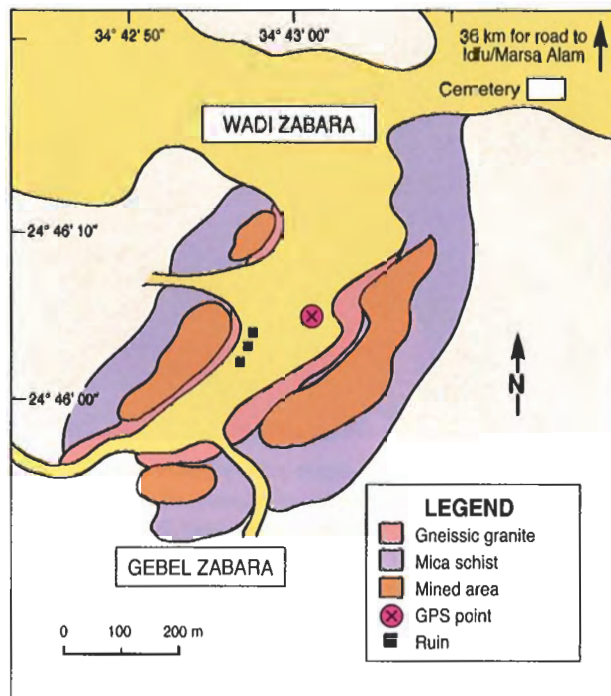 34° 42' 50"
34° 43' 00"
36 km for road to
Idfu/Marsa Alam
Cemetery
WADI ZABARA
24° 46' 10"
24° 46' 00"
N
GEBEL ZABARA
0 100 200 m
LEGEND
Gneissic granite
Mica schist
Mined area
GPS point
Ruin